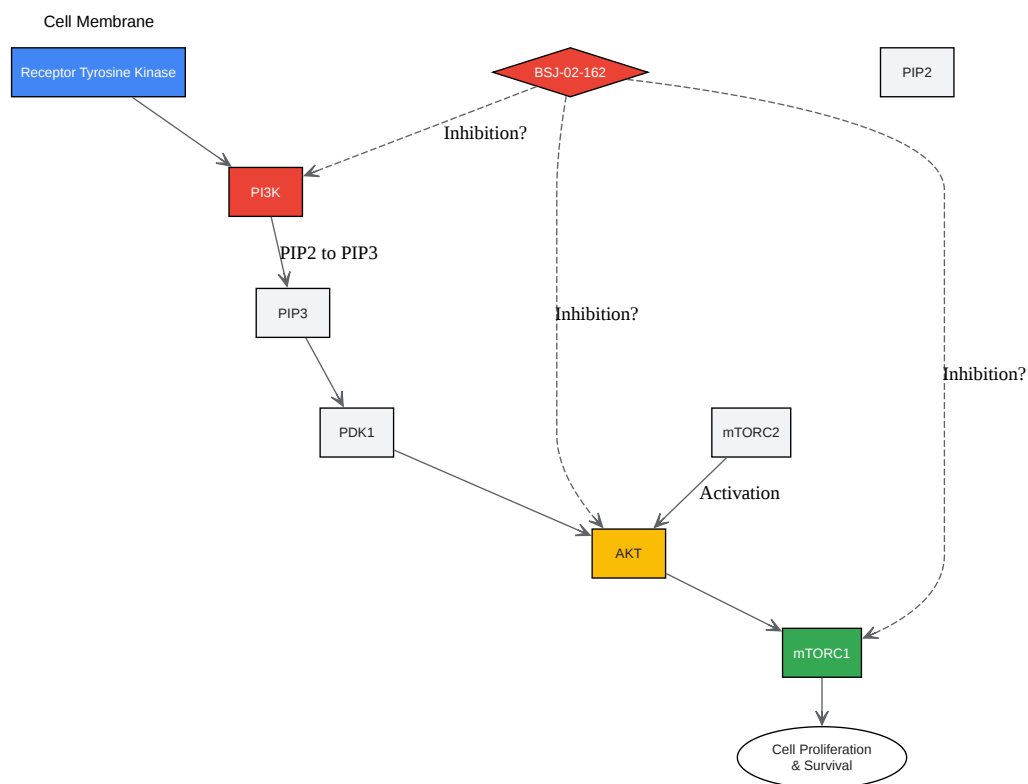 Cell Membrane
Receptor Tyrosine Kinase
BSJ-02-162
PIP2
Inhibition?
PI3K
PIP2 to PIP3
PIP3
Inhibition?
Inhibition?
PDK1
mTORC2
Activation
AKT
mTORC1
Cell Proliferation
& Survival